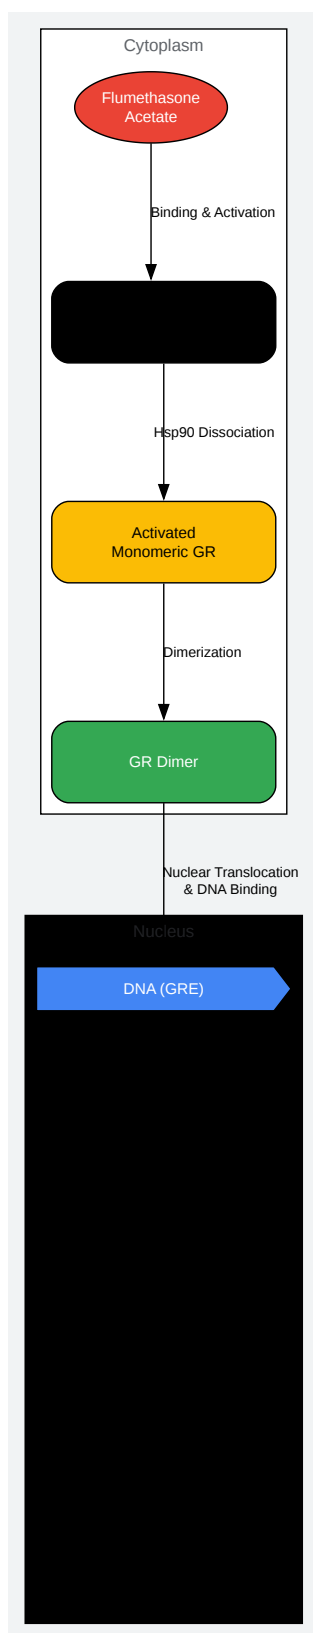 Cytoplasm
Flumethasone
Acetate
Binding & Activation
Hsp90 Dissociation
Activated
Monomeric GR
Dimerization
GR Dimer
Nuclear Translocation
& DNA Binding
Nucleus
DNA (GRE)